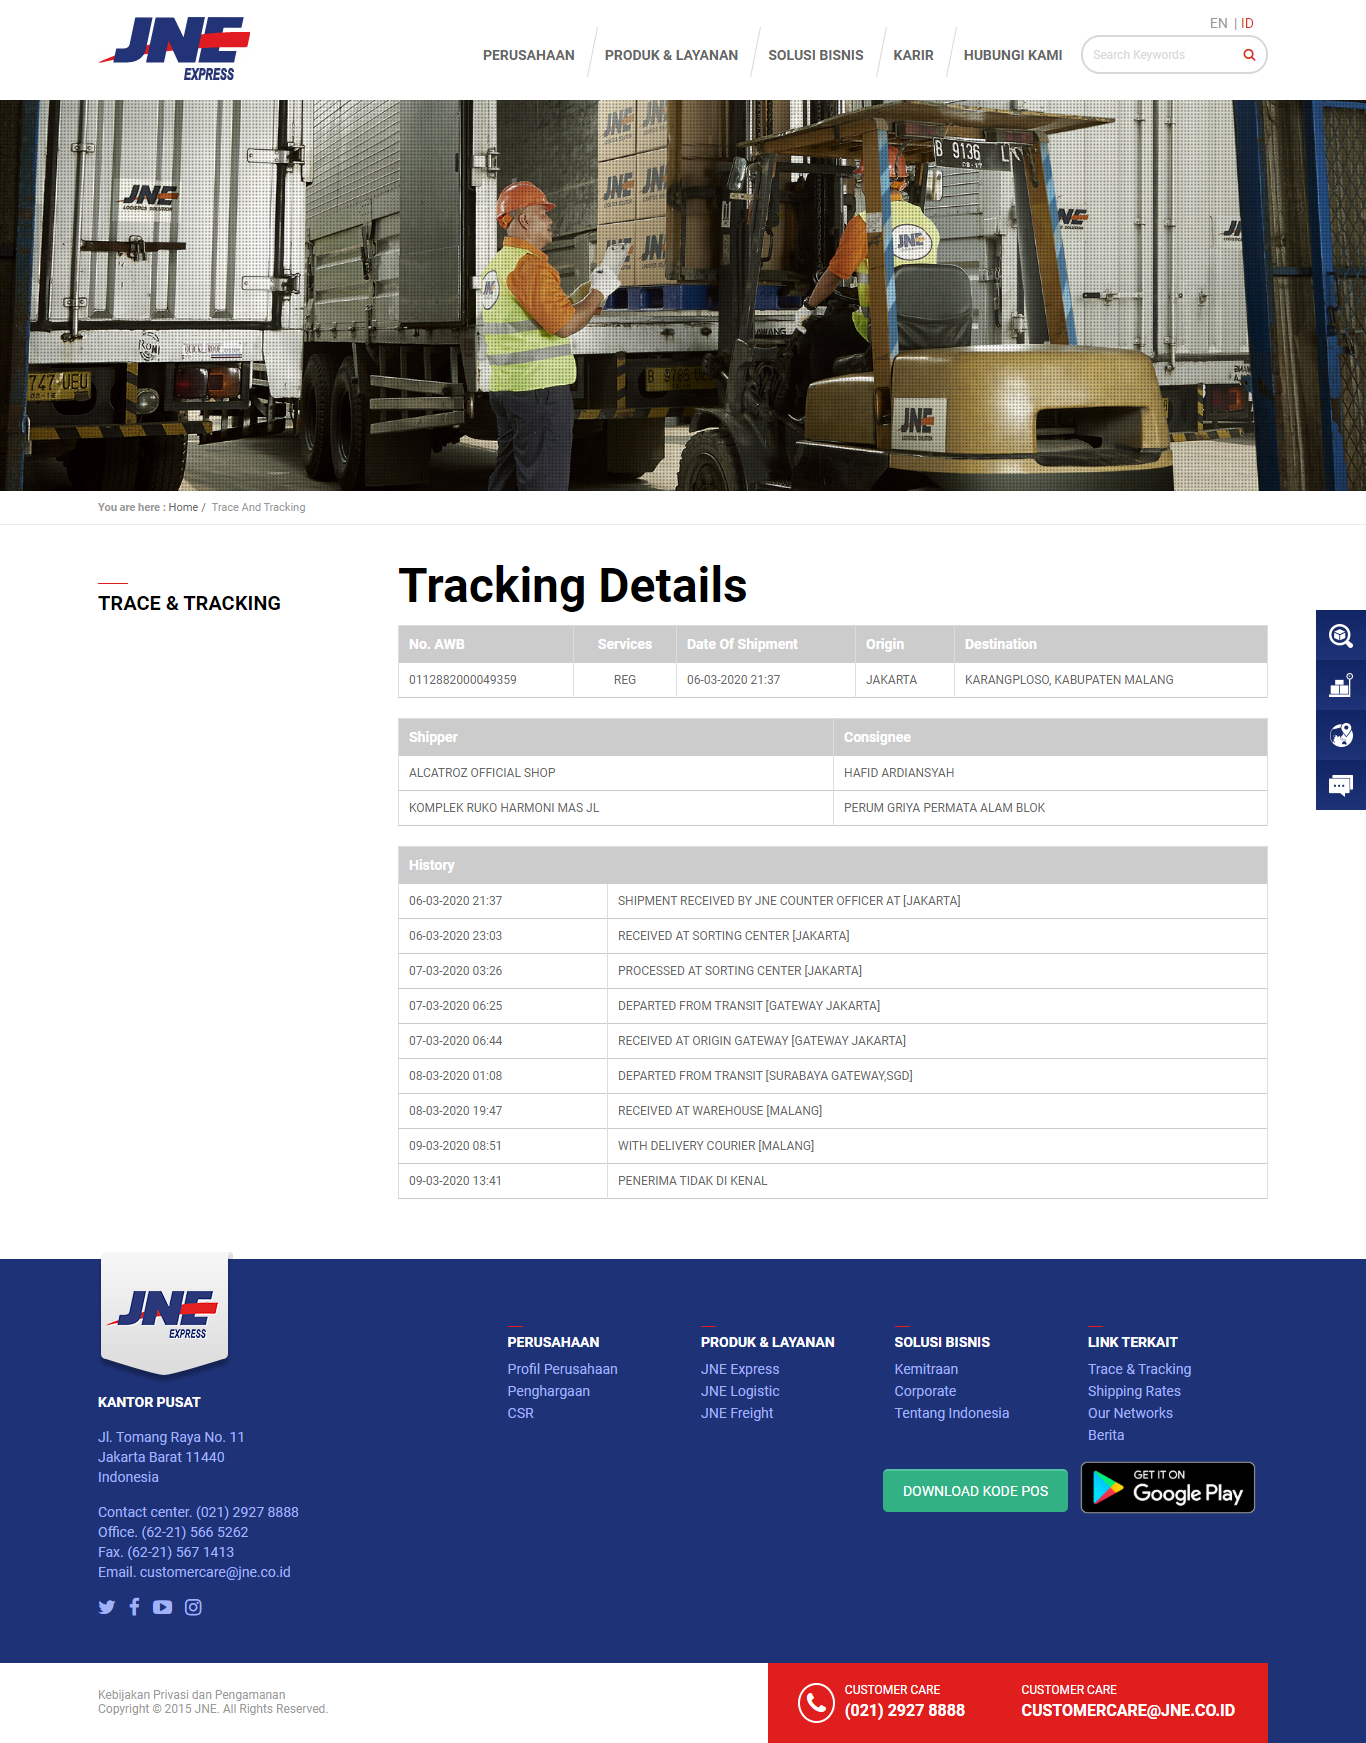 JNE
EXPRESS
EN | ID
PERUSAHAAN
PRODUK & LAYANAN
SOLUSI BISNIS
KARIR
HUBUNGI KAMI
Search Keywords
JNE
LOGISTICS SOLUTION
B 9136
JNE
JNE
You are here : Home / Trace And Tracking
TRACE & TRACKING
Tracking Details
No. AWB Services Date Of Shipment Origin Destination
0112882000049359 REG 06-03-2020 21:37 JAKARTA KARANGPLOSO, KABUPATEN MALANG
Shipper Consignee
ALCATROZ OFFICIAL SHOP HAFID ARDIANSYAH
KOMPLEK RUKO HARMONI MAS JL PERUM GRIYA PERMATA ALAM BLOK
History
06-03-2020 21:37 SHIPMENT RECEIVED BY JNE COUNTER OFFICER AT [JAKARTA]
06-03-2020 23:03 RECEIVED AT SORTING CENTER [JAKARTA]
07-03-2020 03:26 PROCESSED AT SORTING CENTER [JAKARTA]
07-03-2020 06:25 DEPARTED FROM TRANSIT [GATEWAY JAKARTA]
07-03-2020 06:44 RECEIVED AT ORIGIN GATEWAY [GATEWAY JAKARTA]
08-03-2020 01:08 DEPARTED FROM TRANSIT [SURABAYA GATEWAY,SGD]
08-03-2020 19:47 RECEIVED AT WAREHOUSE [MALANG]
09-03-2020 08:51 WITH DELIVERY COURIER [MALANG]
09-03-2020 13:41 PENERIMA TIDAK DI KENAL
JNE
EXPRESS
KANTOR PUSAT
Jl. Tomang Raya No. 11
Jakarta Barat 11440
Indonesia
Contact center. (021) 2927 8888
Office. (62-21) 566 5262
Fax. (62-21) 567 1413
Email. customercare@jne.co.id
PERUSAHAAN
Profil Perusahaan
Penghargaan
CSR
PRODUK & LAYANAN
JNE Express
JNE Logistic
JNE Freight
SOLUSI BISNIS
Kemitraan
Corporate
Tentang Indonesia
LINK TERKAIT
Trace & Tracking
Shipping Rates
Our Networks
Berita
DOWNLOAD KODE POS
GET IT ON
Google Play
Kebijakan Privasi dan Pengamanan
Copyright © 2015 JNE. All Rights Reserved.
CUSTOMER CARE
(021) 2927 8888
CUSTOMER CARE
CUSTOMERCARE@JNE.CO.ID